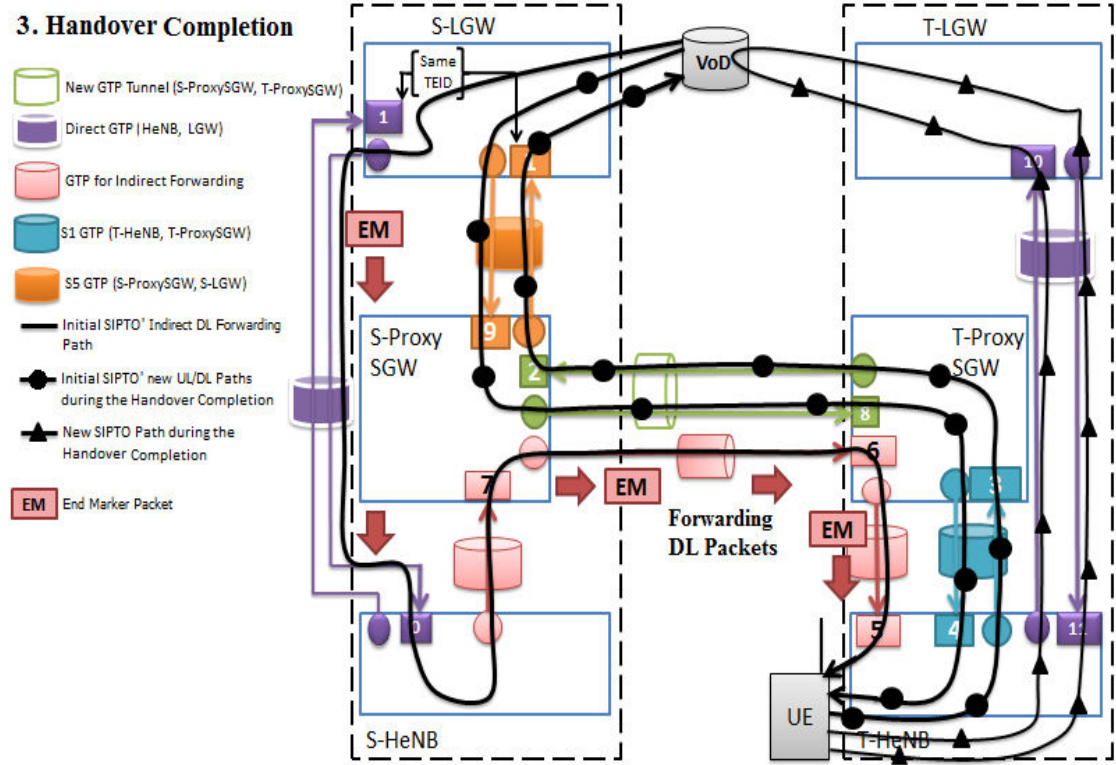 3. Handover Completion
New GTP Tunnel (S-ProxySGW, T-ProxySGW)
Direct GTP (HeNB, LGW)
GTP for Indirect Forwarding
S1 GTP (T-HeNB, T-ProxySGW)
S5 GTP (S-ProxySGW, S-LGW)
Initial SIPTO' Indirect DL Forwarding
Path
Initial SIPTO' new UL/DL Paths
during the Handover Completion
New SIPTO Path during the
Handover Completion
EM
End Marker Packet
S-LGW
Same
TEID
1
1
VoD
T-LGW
10
EM
S-Proxy
SGW
9
2
7
EM
Forwarding
DL Packets
T-Proxy
SGW
8
6
3
EM
0
S-HeNB
5
4
11
UE
T-HeNB